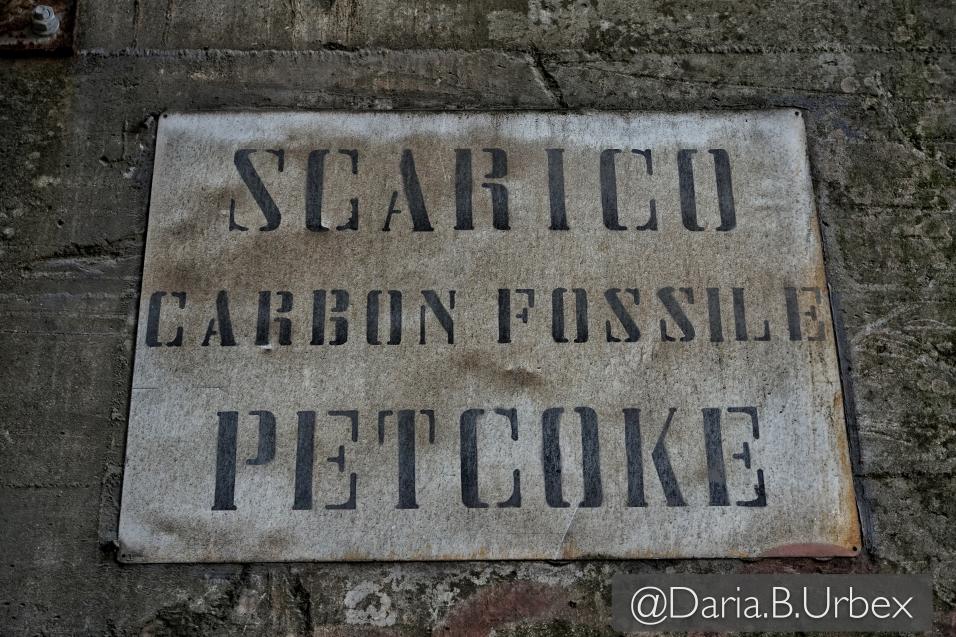 SCARICO
CARBON FOSSILE
PETCOKE
@Daria.B.Urbex